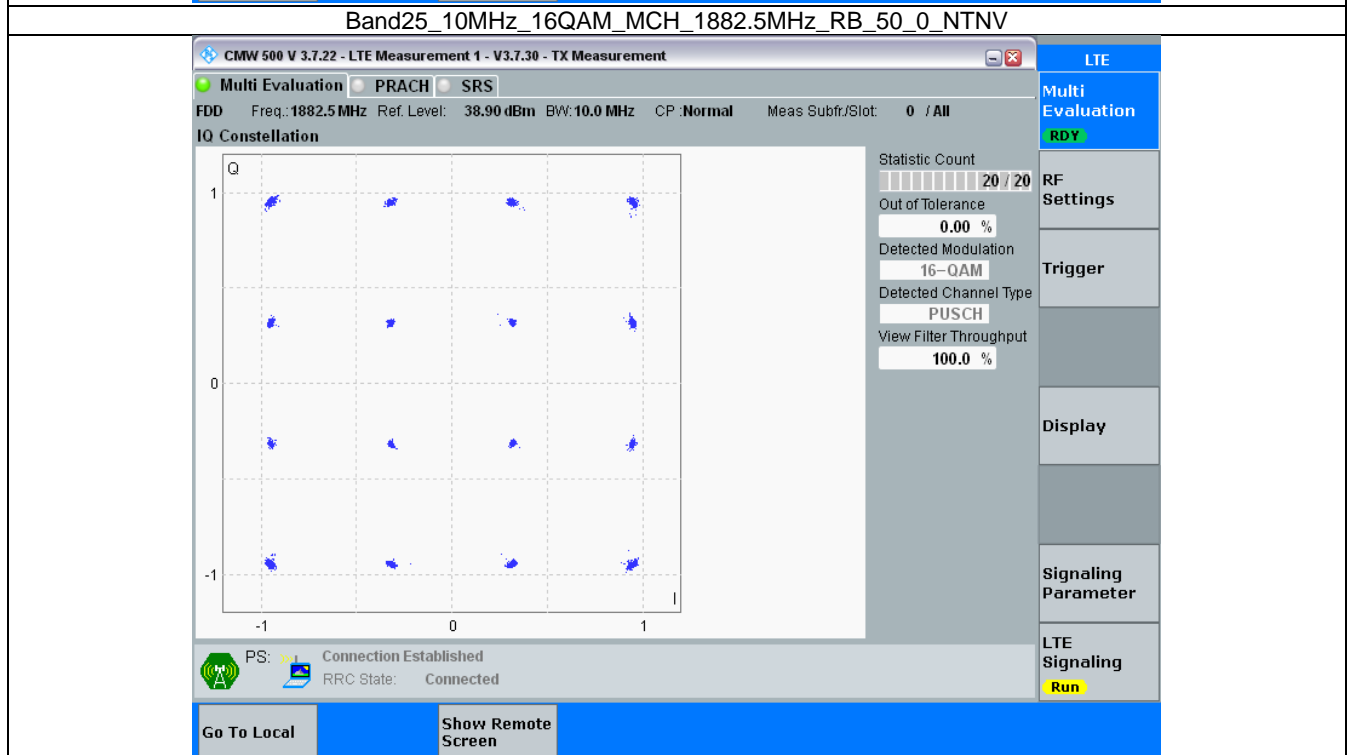 Band25_10MHz_16QAM_MCH_1882.5MHz_RB_50_0_NTNV
CMW 500 V 3.7.22 - LTE Measurement 1 - V3.7.30 - TX Measurement
LTE
Multi Evaluation PRACH SRS
Multi
Evaluation
RDY
FDD Freq.: 1882.5 MHz Ref. Level: 38.90 dBm BW: 10.0 MHz CP : Normal Meas Subfr./Slot: 0 / All
IQ Constellation
Q
1
0
-1
I
-1 0 1
Statistic Count
20 / 20
Out of Tolerance
0.00 %
Detected Modulation
16-QAM
Detected Channel Type
PUSCH
View Filter Throughput
100.0 %
RF
Settings
Trigger
Display
Signaling
Parameter
LTE
Signaling
Run
PS: Connection Established
RRC State: Connected
Go To Local
Show Remote
Screen